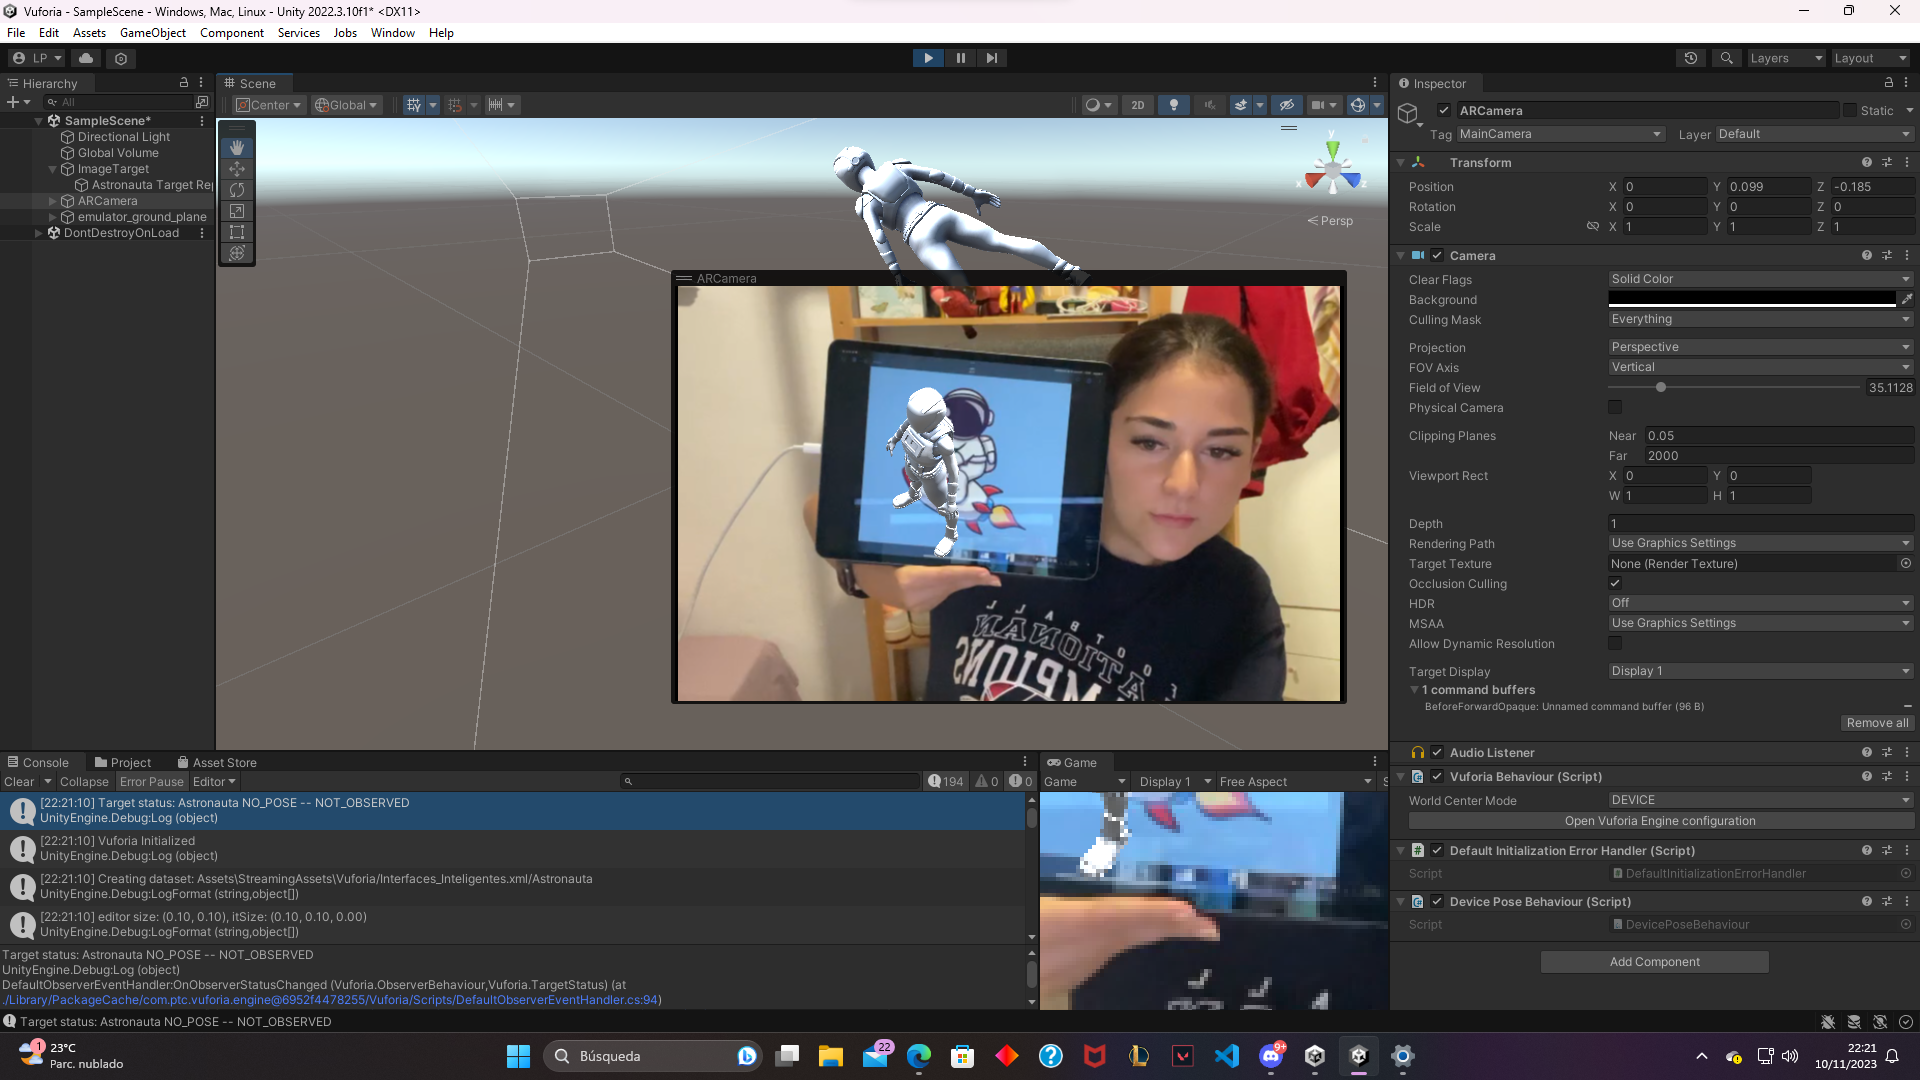 Vuforia - SampleScene - Windows, Mac, Linux - Unity 2022.3.10f1* <DX11>
File Edit Assets GameObject Component Services Jobs Window Help
LP
Layers
Layout
Hierarchy
All
SampleScene*
Directional Light
Global Volume
ImageTarget
Astronauta Target Re
ARCamera
emulator_ground_plane
DontDestroyOnLoad
Scene
Center
Global
2D
y
x
z
< Persp
ARCamera
Console
Project
Asset Store
Clear
Collapse
Error Pause
Editor
194
0
0
[22:21:10] Target status: Astronauta NO_POSE -- NOT_OBSERVED
UnityEngine.Debug:Log (object)
[22:21:10] Vuforia Initialized
UnityEngine.Debug:Log (object)
[22:21:10] Creating dataset: Assets\StreamingAssets\Vuforia/Interfaces_Inteligentes.xml/Astronauta
UnityEngine.Debug:LogFormat (string,object[])
[22:21:10] editor size: (0.10, 0.10), itSize: (0.10, 0.10, 0.00)
UnityEngine.Debug:LogFormat (string,object[])
Target status: Astronauta NO_POSE -- NOT_OBSERVED
UnityEngine.Debug:Log (object)
DefaultObserverEventHandler:OnObserverStatusChanged (Vuforia.ObserverBehaviour,Vuforia.TargetStatus) (at
./Library/PackageCache/com.ptc.vuforia.engine@6952f4478255/Vuforia/Scripts/DefaultObserverEventHandler.cs:94)
Target status: Astronauta NO_POSE -- NOT_OBSERVED
Game
Game
Display 1
Free Aspect
S
Inspector
ARCamera
Static
Tag MainCamera
Layer Default
Transform
Position X 0 Y 0.099 Z -0.185
Rotation X 0 Y 0 Z 0
Scale X 1 Y 1 Z 1
Camera
Clear Flags Solid Color
Background
Culling Mask Everything
Projection Perspective
FOV Axis Vertical
Field of View 35.1128
Physical Camera
Clipping Planes Near 0.05
Far 2000
Viewport Rect X 0 Y 0
W 1 H 1
Depth 1
Rendering Path Use Graphics Settings
Target Texture None (Render Texture)
Occlusion Culling
HDR Off
MSAA Use Graphics Settings
Allow Dynamic Resolution
Target Display Display 1
1 command buffers
BeforeForwardOpaque: Unnamed command buffer (96 B)
Remove all
Audio Listener
Vuforia Behaviour (Script)
World Center Mode DEVICE
Open Vuforia Engine configuration
Default Initialization Error Handler (Script)
Script DefaultInitializationErrorHandler
Device Pose Behaviour (Script)
Script DevicePoseBehaviour
Add Component
1
23°C
Parc. nublado
Búsqueda
22
9+
22:21
10/11/2023